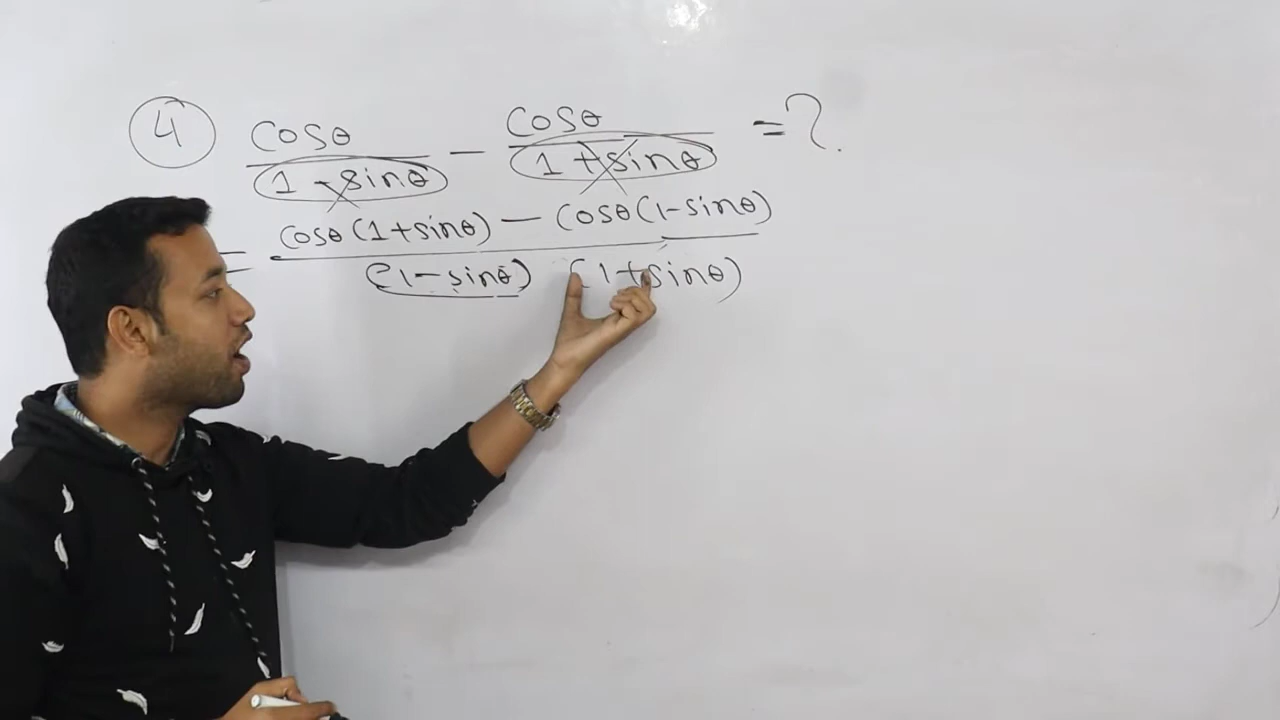 ④ cosθ/(1 - sinθ) - cosθ/(1 + sinθ) = ?
= cosθ(1+sinθ) - cosθ(1-sinθ)
(1-sinθ) (1+sinθ)